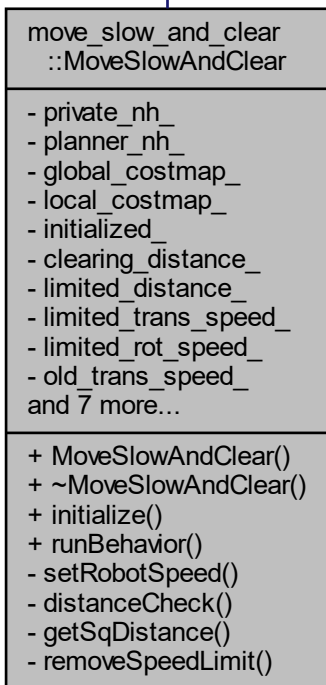 move_slow_and_clear
::MoveSlowAndClear
- private_nh_
- planner_nh_
- global_costmap_
- local_costmap_
- initialized_
- clearing_distance_
- limited_distance_
- limited_trans_speed_
- limited_rot_speed_
- old_trans_speed_
and 7 more...
+ MoveSlowAndClear()
+ ~MoveSlowAndClear()
+ initialize()
+ runBehavior()
- setRobotSpeed()
- distanceCheck()
- getSqDistance()
- removeSpeedLimit()